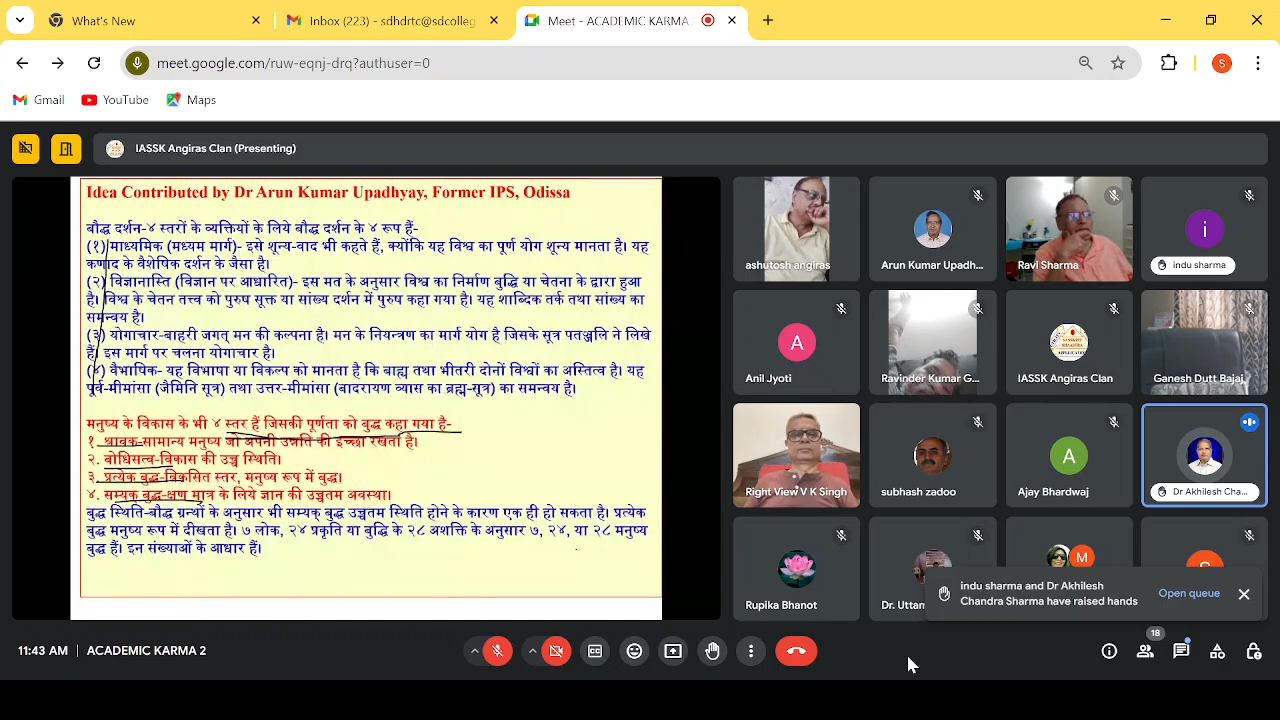 What's New
Inbox (223) - sdhdrtc@sdcolleg
Meet - ACADEMIC KARMA
meet.google.com/ruw-eqnj-drq?authuser=0
S
Gmail
YouTube
Maps
IASSK Angiras Clan (Presenting)
Idea Contributed by Dr Arun Kumar Upadhyay, Former IPS, Odissa
बौद्ध दर्शन-४ स्तरों के व्यक्तियों के लिये बौद्ध दर्शन के ४ रूप हैं-
(१) माध्यमिक (मध्यम मार्ग)- इसे शून्य-वाद भी कहते हैं, क्योंकि यह विश्व का पूर्ण योग शून्य मानता है। यह
कणाद के वैशेषिक दर्शन के जैसा है।
(२) विज्ञानास्ति (विज्ञान पर आधारित)- इस मत के अनुसार विश्व का निर्माण बुद्धि या चेतना के द्वारा हुआ
है। विश्व के चेतन तत्त्व को पुरुष सूक्त या सांख्य दर्शन में पुरुष कहा गया है। यह शाब्दिक तर्क तथा सांख्य का
समन्वय है।
(३) योगाचार-बाहरी जगत् मन की कल्पना है। मन के नियन्त्रण का मार्ग योग है जिसके सूत्र पतञ्जलि ने लिखे
हैं। इस मार्ग पर चलना योगाचार है।
(४) वैभाषिक- यह विभाषा या विकल्प को मानता है कि बाह्य तथा भीतरी दोनों विश्वों का अस्तित्व है। यह
पूर्व-मीमांसा (जैमिनि सूत्र) तथा उत्तर-मीमांसा (बादरायण व्यास का ब्रह्म-सूत्र) का समन्वय है।
मनुष्य के विकास के भी ४ स्तर हैं जिसकी पूर्णता को बुद्ध कहा गया है-
१. श्रावक-सामान्य मनुष्य जो अपनी उन्नति की इच्छा रखता है।
२. बोधिसत्व-विकास की उच्च स्थिति।
३. प्रत्येक बुद्ध-विकसित स्तर, मनुष्य रूप में बुद्ध।
४. सम्यक् बुद्ध-क्षण मात्र के लिये ज्ञान की उच्चतम अवस्था।
बुद्ध स्थिति-बौद्ध ग्रन्थों के अनुसार भी सम्यक् बुद्ध उच्चतम स्थिति होने के कारण एक ही हो सकता है। प्रत्येक
बुद्ध मनुष्य रूप में दीखता है। ७ लोक, २४ प्रकृति या बुद्धि के २८ अशक्ति के अनुसार ७, २४, या २८ मनुष्य
बुद्ध हैं। इन संख्याओं के आधार हैं।
ashutosh angiras
Arun Kumar Upadh...
Ravi Sharma
i
indu sharma
A
Anil Jyoti
Ravinder Kumar G...
IASSK Angiras Clan
Ganesh Dutt Bajaj
Right View V K Singh
subhash zadoo
A
Ajay Bhardwaj
Dr Akhilesh Cha...
Rupika Bhanot
Dr. Uttam
M
indu sharma and Dr Akhilesh
Chandra Sharma have raised hands
Open queue
11:43 AM
ACADEMIC KARMA 2
18